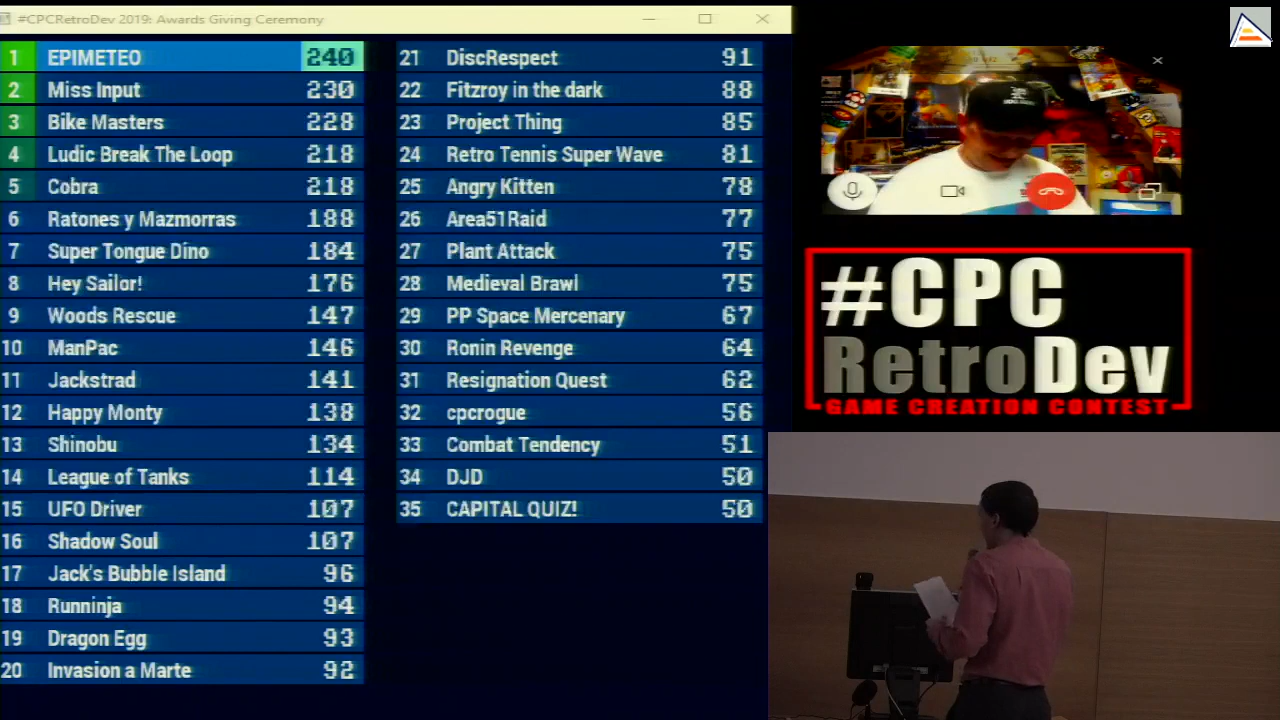 #CPCRetroDev 2019: Awards Giving Ceremony
1 EPIMETEO 240
2 Miss Input 230
3 Bike Masters 228
4 Ludic Break The Loop 218
5 Cobra 218
6 Ratones y Mazmorras 188
7 Super Tongue Dino 184
8 Hey Sailor! 176
9 Woods Rescue 147
10 ManPac 146
11 Jackstrad 141
12 Happy Monty 138
13 Shinobu 134
14 League of Tanks 114
15 UFO Driver 107
16 Shadow Soul 107
17 Jack's Bubble Island 96
18 Runninja 94
19 Dragon Egg 93
20 Invasion a Marte 92
21 DiscRespect 91
22 Fitzroy in the dark 88
23 Project Thing 85
24 Retro Tennis Super Wave 81
25 Angry Kitten 78
26 Area51Raid 77
27 Plant Attack 75
28 Medieval Brawl 75
29 PP Space Mercenary 67
30 Ronin Revenge 64
31 Resignation Quest 62
32 cpcrogue 56
33 Combat Tendency 51
34 DJD 50
35 CAPITAL QUIZ! 50
#CPC
RetroDev
GAME CREATION CONTEST